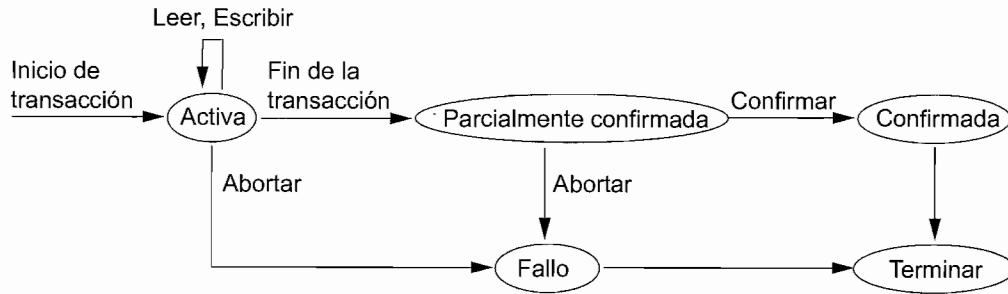 Leer, Escribir
Inicio de
transacción
Activa
Fin de la
transacción
Parcialmente confirmada
Confirmar
Confirmada
Abortar
Abortar
Fallo
Terminar